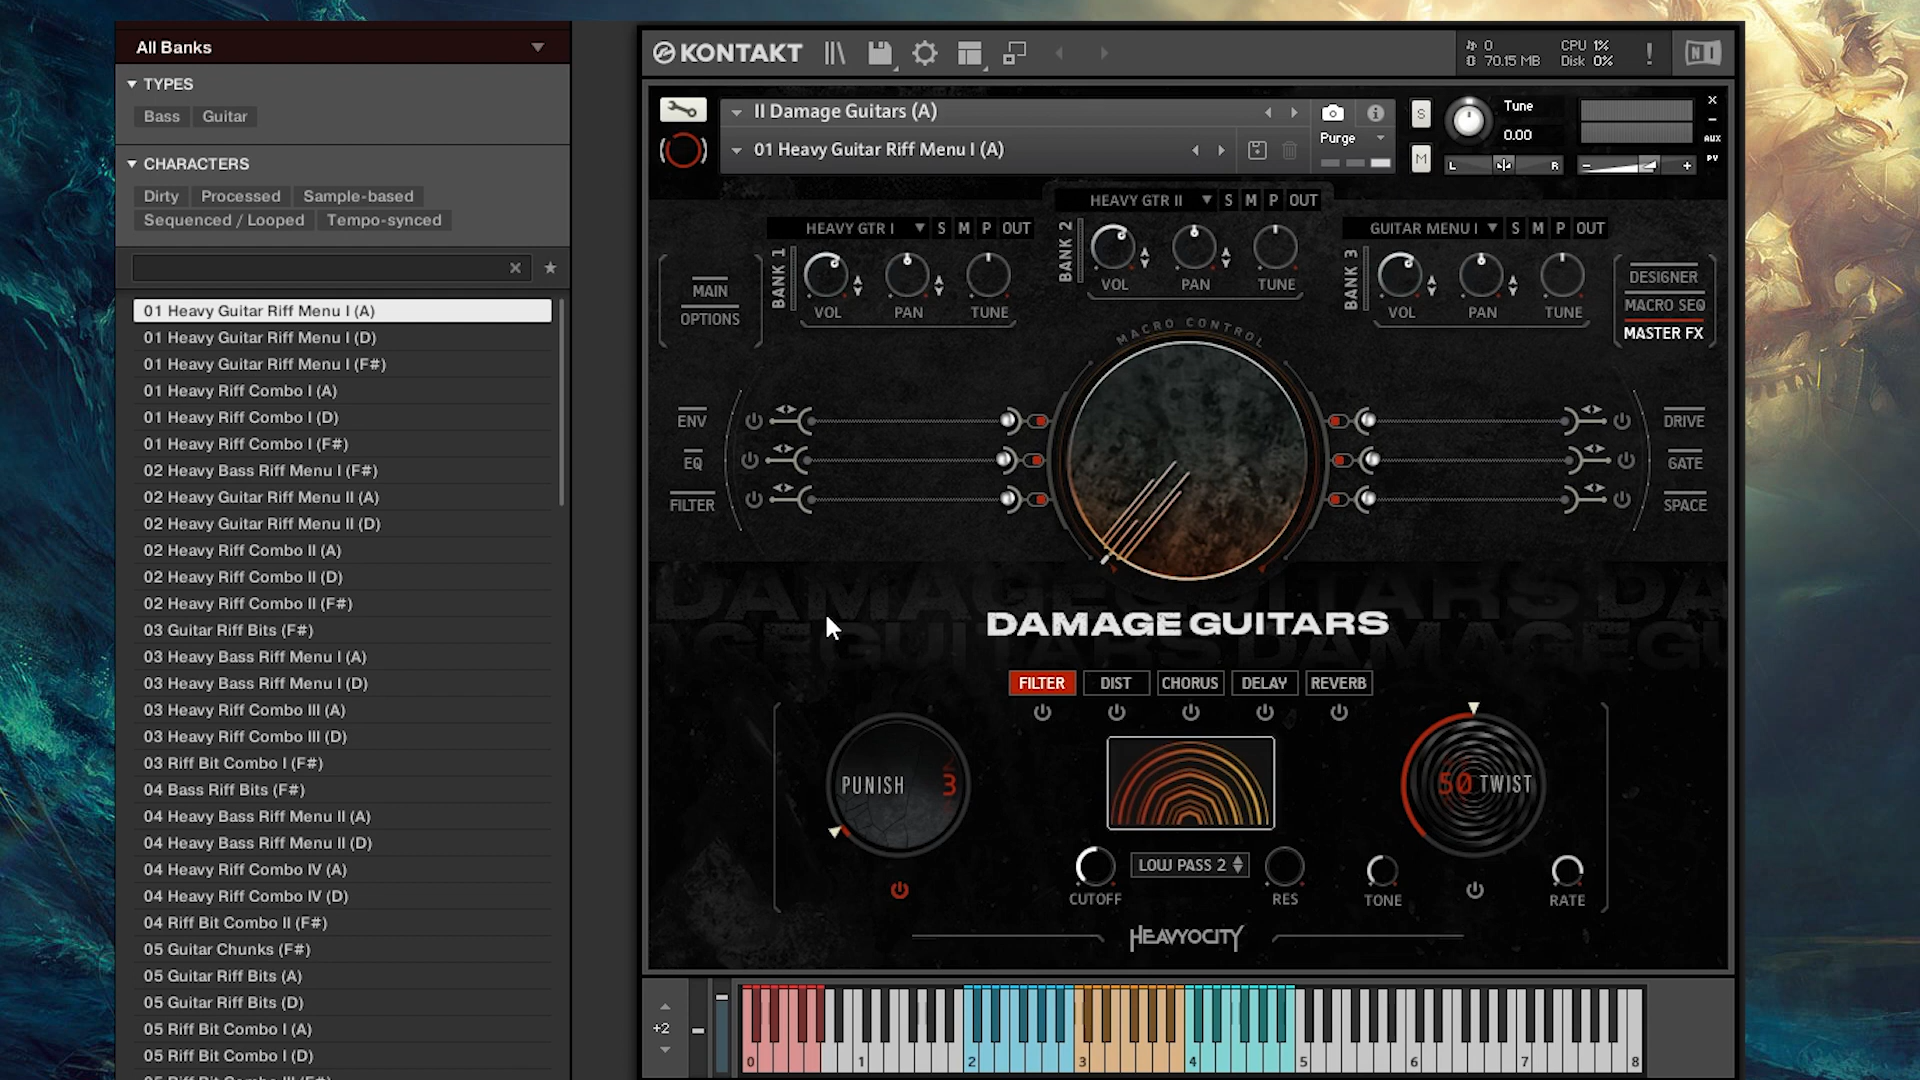 All Banks
TYPES
Bass Guitar
CHARACTERS
Dirty Processed Sample-based
Sequenced / Looped Tempo-synced
01 Heavy Guitar Riff Menu I (A)
01 Heavy Guitar Riff Menu I (D)
01 Heavy Guitar Riff Menu I (F#)
01 Heavy Riff Combo I (A)
01 Heavy Riff Combo I (D)
01 Heavy Riff Combo I (F#)
02 Heavy Bass Riff Menu I (F#)
02 Heavy Guitar Riff Menu II (A)
02 Heavy Guitar Riff Menu II (D)
02 Heavy Riff Combo II (A)
02 Heavy Riff Combo II (D)
02 Heavy Riff Combo II (F#)
03 Guitar Riff Bits (F#)
03 Heavy Bass Riff Menu I (A)
03 Heavy Bass Riff Menu I (D)
03 Heavy Riff Combo III (A)
03 Heavy Riff Combo III (D)
03 Riff Bit Combo I (F#)
04 Bass Riff Bits (F#)
04 Heavy Bass Riff Menu II (A)
04 Heavy Bass Riff Menu II (D)
04 Heavy Riff Combo IV (A)
04 Heavy Riff Combo IV (D)
04 Riff Bit Combo II (F#)
05 Guitar Chunks (F#)
05 Guitar Riff Bits (A)
05 Guitar Riff Bits (D)
05 Riff Bit Combo I (A)
05 Riff Bit Combo I (D)
KONTAKT
0 CPU 1%
70.15 MB Disk 0%
!
NI
II Damage Guitars (A)
01 Heavy Guitar Riff Menu I (A)
Purge
S
M
Tune
0.00
L R
- +
x
AUX
PV
HEAVY GTR I S M P OUT
BANK 1
VOL PAN TUNE
HEAVY GTR II S M P OUT
BANK 2
VOL PAN TUNE
GUITAR MENU I S M P OUT
BANK 3
VOL PAN TUNE
MAIN
OPTIONS
DESIGNER
MACRO SEQ
MASTER FX
MACRO CONTROL
ENV
EQ
FILTER
DRIVE
GATE
SPACE
DAMAGE GUITARS
FILTER DIST CHORUS DELAY REVERB
PUNISH 3
50 TWIST
CUTOFF
LOW PASS 2
RES
TONE
RATE
HEAVYOCITY
+2
0 1 2 3 4 5 6 7 8